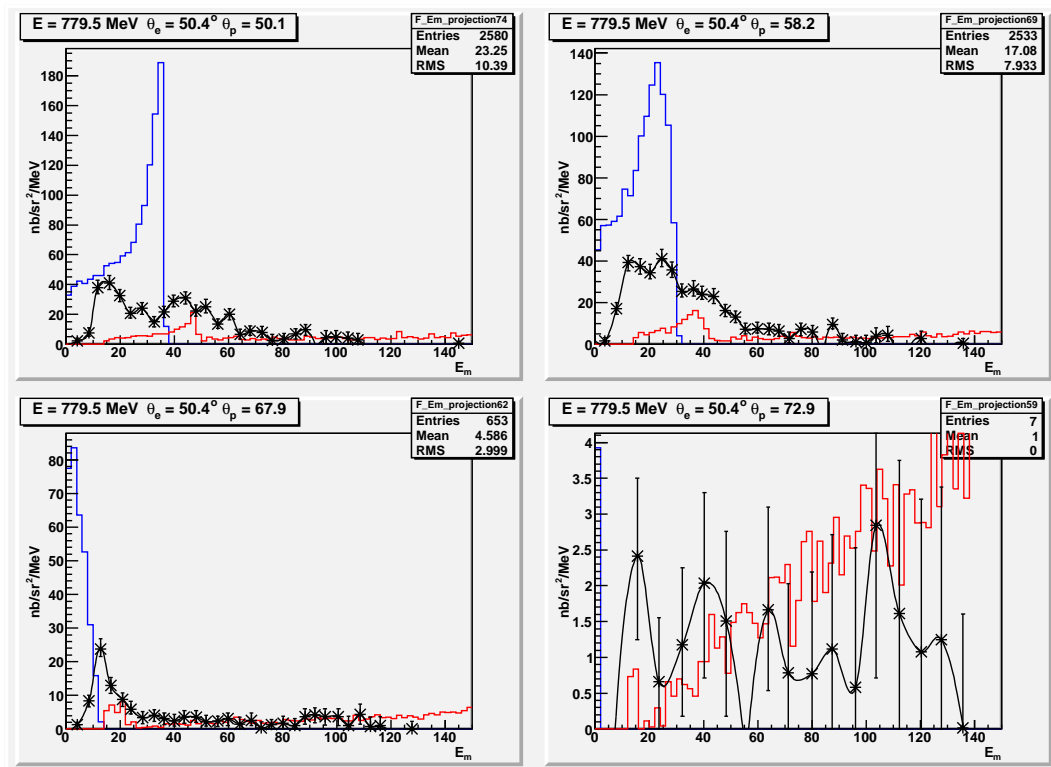 E = 779.5 MeV θe = 50.4° θp = 50.1
F_Em_projection74
Entries 2580
Mean 23.25
RMS 10.39
nb/sr²/MeV
180
160
140
120
100
80
60
40
20
0
0 20 40 60 80 100 120 140
Em
E = 779.5 MeV θe = 50.4° θp = 58.2
F_Em_projection69
Entries 2533
Mean 17.08
RMS 7.933
nb/sr²/MeV
140
120
100
80
60
40
20
0
0 20 40 60 80 100 120 140
Em
E = 779.5 MeV θe = 50.4° θp = 67.9
F_Em_projection62
Entries 653
Mean 4.586
RMS 2.999
nb/sr²/MeV
80
70
60
50
40
30
20
10
0
0 20 40 60 80 100 120 140
Em
E = 779.5 MeV θe = 50.4° θp = 72.9
F_Em_projection59
Entries 7
Mean 1
RMS 0
nb/sr²/MeV
4
3.5
3
2.5
2
1.5
1
0.5
0
0 20 40 60 80 100 120 140
Em